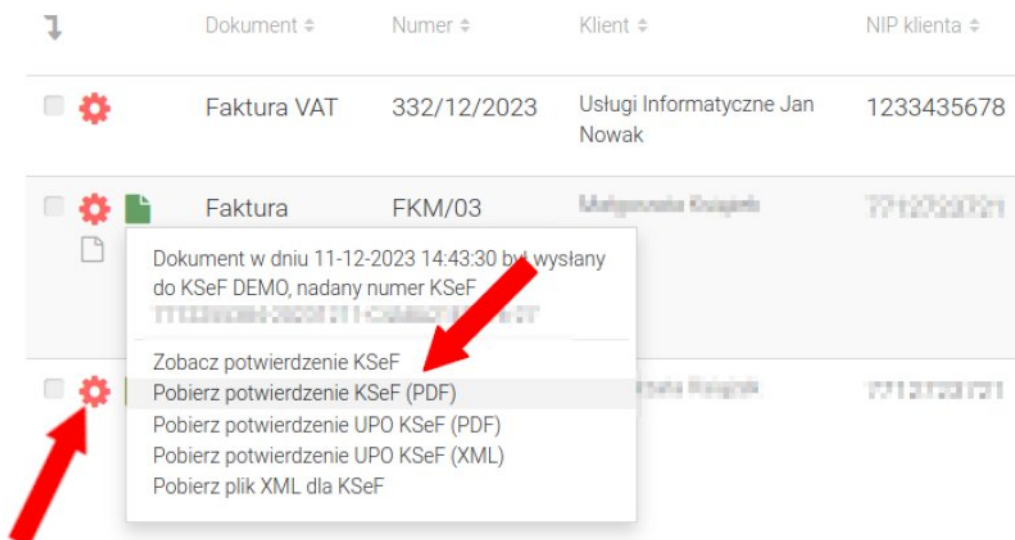 Dokument Numer Klient NIP klienta
Faktura VAT 332/12/2023 Usługi Informatyczne Jan 1233435678
Nowak
Faktura FKM/03
Dokument w dniu 11-12-2023 14:43:30 był wysłany
do KSeF DEMO, nadany numer KSeF
Zobacz potwierdzenie KSeF
Pobierz potwierdzenie KSeF (PDF)
Pobierz potwierdzenie UPO KSeF (PDF)
Pobierz potwierdzenie UPO KSeF (XML)
Pobierz plik XML dla KSeF